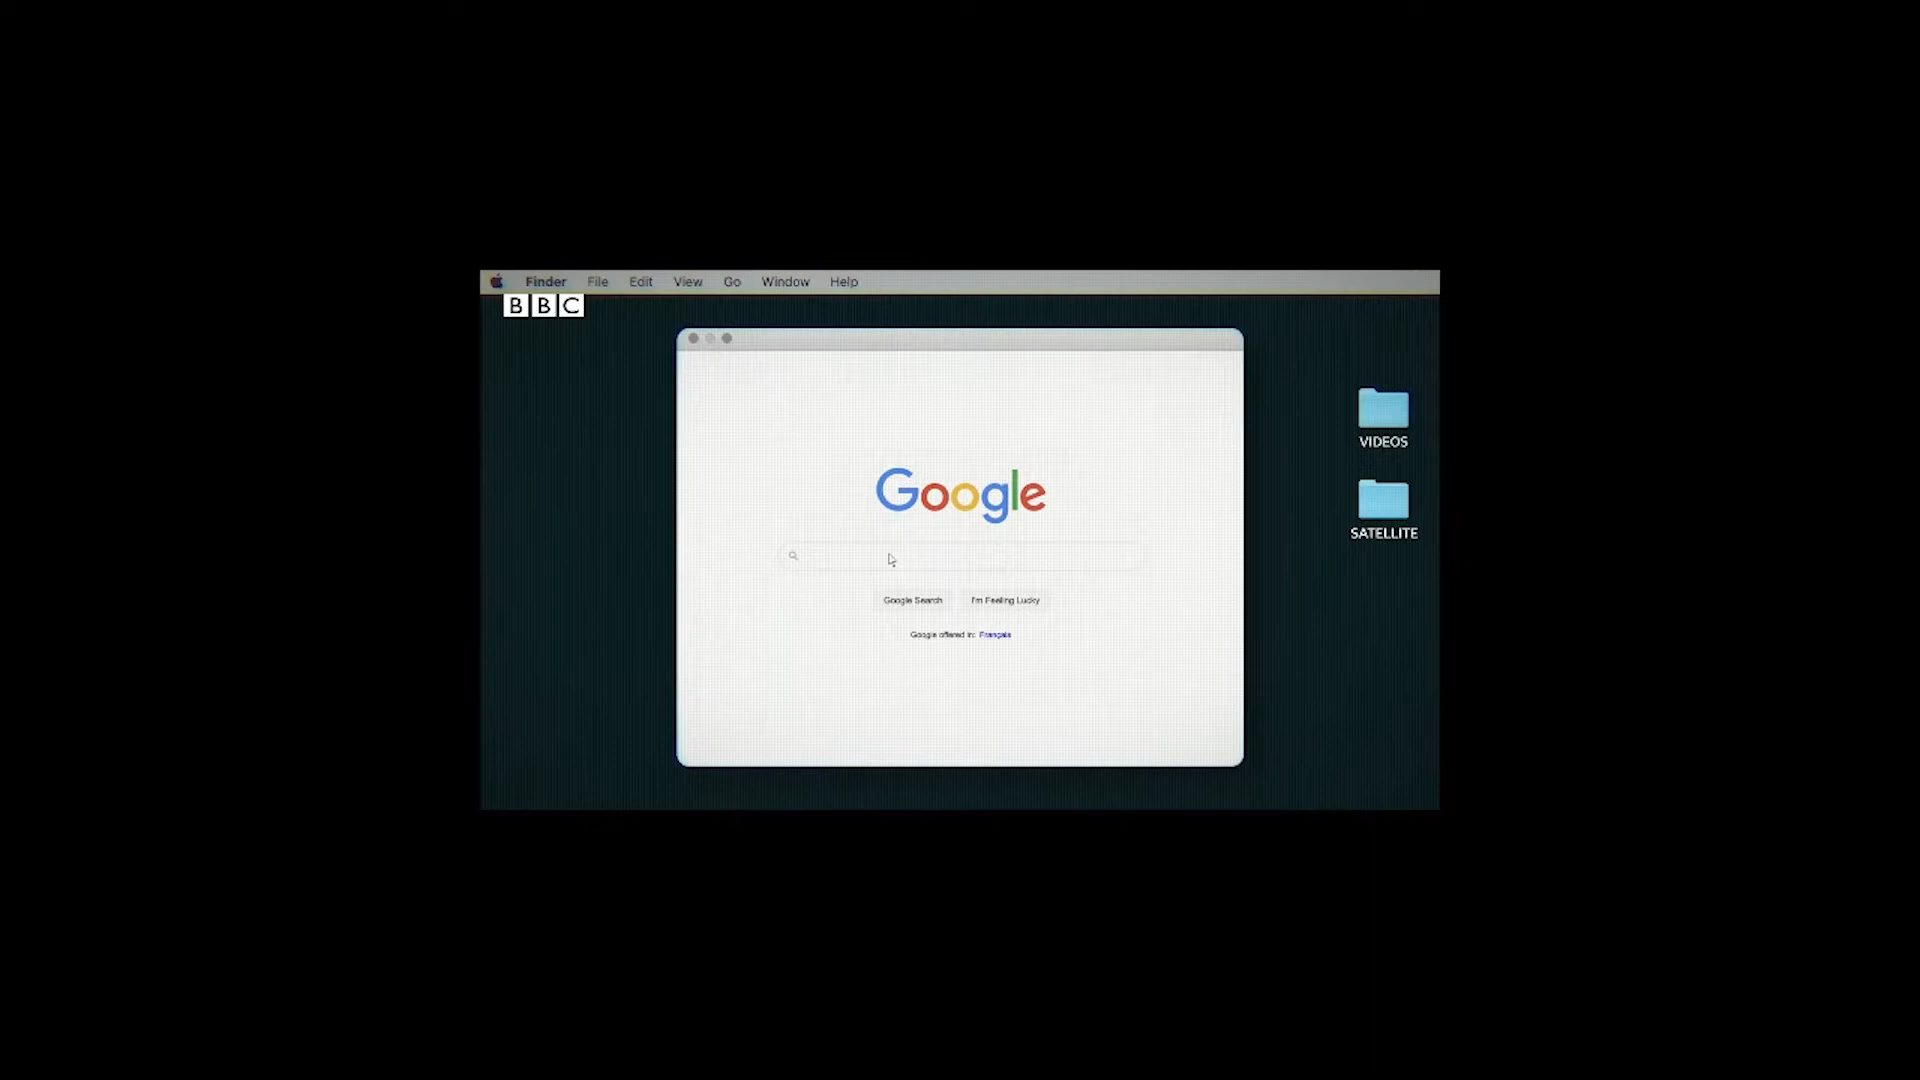 Finder File Edit View Go Window Help
BBC
Google
VIDEOS
SATELLITE
Google Search I'm Feeling Lucky
Google offered in: Français